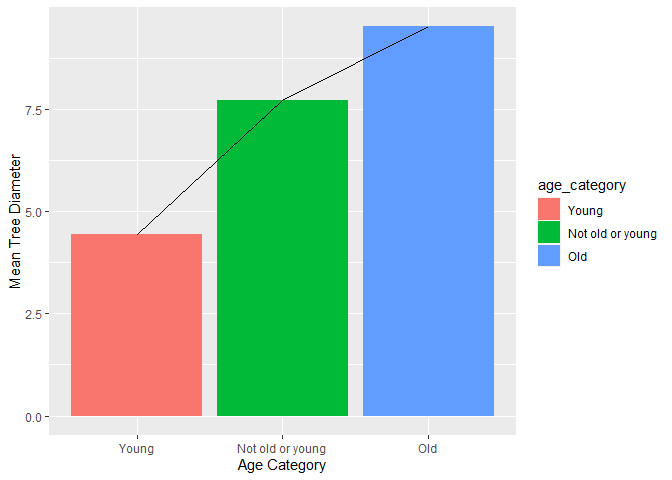 Mean Tree Diameter
7.5
5.0
2.5
0.0
Young
Not old or young
Old
Age Category
age_category
Young
Not old or young
Old